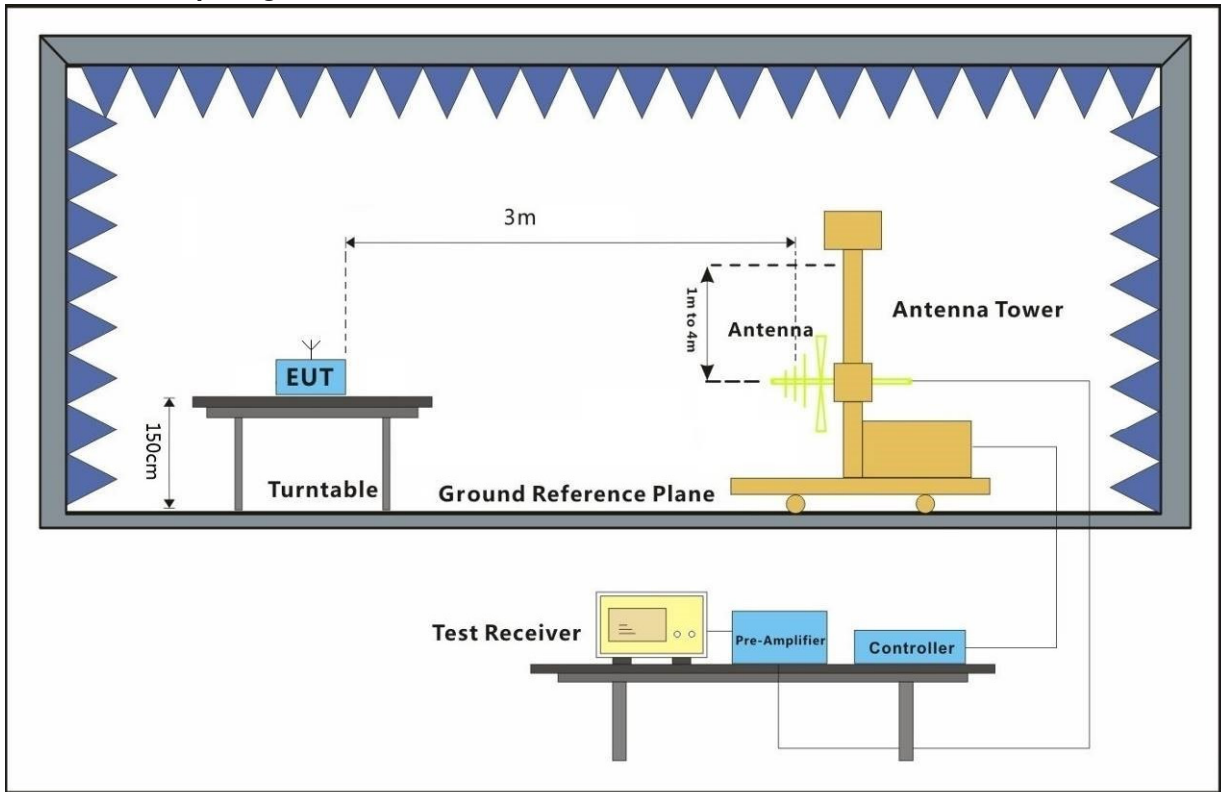 3m
1m to 4m
Antenna
Antenna Tower
EUT
150cm
Turntable
Ground Reference Plane
Test Receiver
Pre-Amplifier
Controller